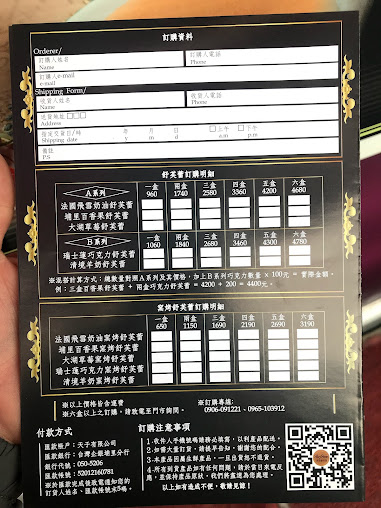 訂購資料
Orderer/
訂購人姓名 Name 訂購人電話 Phone
訂購人e-mail
e-mail
Shipping Form/
收貨人姓名 Name 收貨人電話 Phone
送貨地址 □□□
Address
指定交貨日/時 年 月 日 □上午 □下午
Shipping date y m d a.m p.m
備註
P.S
舒芙蕾訂購明細
A系列 一盒 960 兩盒 1740 三盒 2580 四盒 3360 五盒 4200 六盒 4680
法國飛雪奶油舒芙蕾
埔里百香果舒芙蕾
大湖草莓舒芙蕾
B系列 一盒 1060 兩盒 1840 三盒 2680 四盒 3460 五盒 4300 六盒 4780
瑞士蓮巧克力舒芙蕾
清境羊奶舒芙蕾
※混搭計算方式：總數量對照A系列及其價格，加上B系列巧克力數量 × 100元 = 實際金額。
例：三盒百香果舒芙蕾 + 兩盒巧克力舒芙蕾 = 4200 + 200 = 4400元。
窯烤舒芙蕾訂購明細
一盒 650 兩盒 1150 三盒 1690 四盒 2190 五盒 2690 六盒 3190
法國飛雪奶油窯烤舒芙蕾
埔里百香果窯烤舒芙蕾
大湖草莓窯烤舒芙蕾
瑞士蓮巧克力窯烤舒芙蕾
清境羊奶窯烤舒芙蕾
※以上價格皆含運費 ※訂購專線：
※六盒以上之訂購，請致電至門市詢問。 0906-091221．0965-103912
付款方式
匯款帳戶：天子有限公司
匯款銀行：台灣企銀埔里分行
銀行代號：050-5206
匯款帳號：52012160781
※於匯款完成後致電通知您的
訂貨人姓名、匯款帳號末5碼。
訂購注意事項
1.收件人手機號碼請務必填寫，以利產品配送。
2.如需大量訂貨，請提早告知，謝謝您的配合。
3.本產品因屬生鮮產品，一旦售貨恕不退貨。
4.所有到貨產品如有任何問題，請於當日來電反
應，並保持產品原狀，我們將盡速為您處理。
以上如有造成不便，敬請見諒！